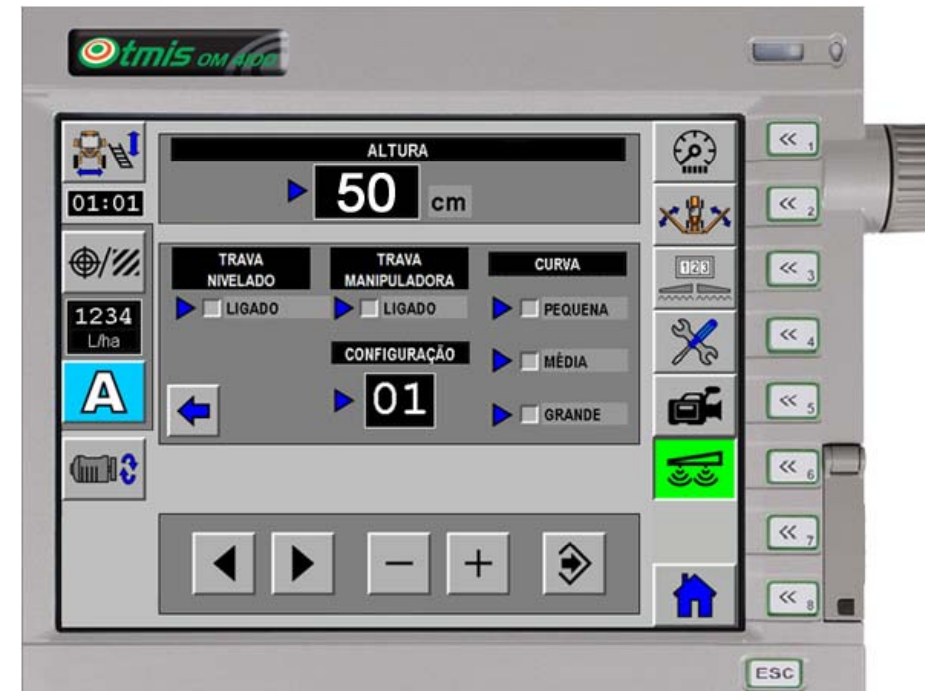 Otmis OM 4100
ALTURA
50 cm
01:01
TRAVA
NIVELADO
LIGADO
TRAVA
MANIPULADORA
LIGADO
CURVA
PEQUENA
MÉDIA
GRANDE
CONFIGURAÇÃO
01
1234
L/ha
A
123
- +
<< 1
<< 2
<< 3
<< 4
<< 5
<< 6
<< 7
<< 8
ESC